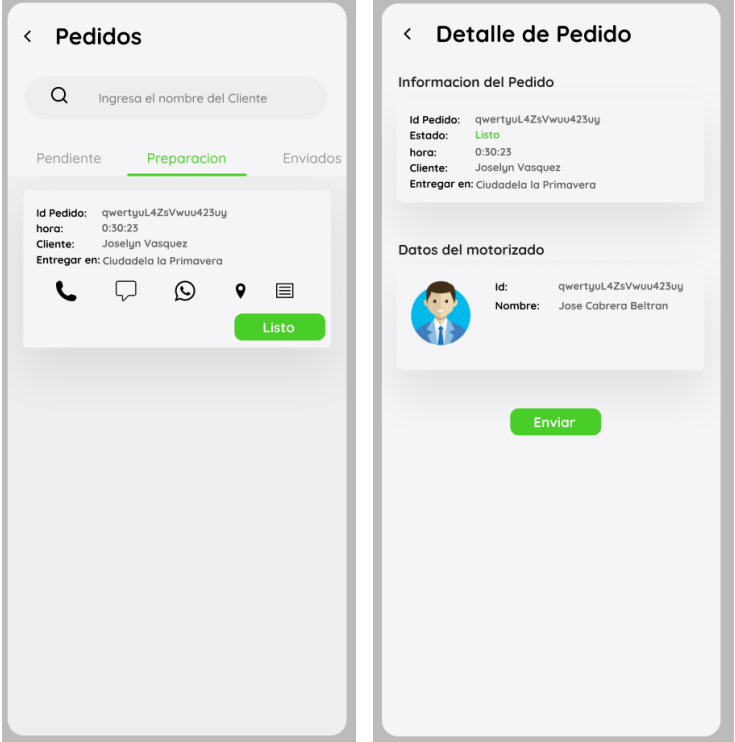 Pedidos
Ingresa el nombre del Cliente
Pendiente Preparacion Enviados
Id Pedido: qwertyuL4ZsVwuu423uy
hora: 0:30:23
Cliente: Joselyn Vasquez
Entregar en: Ciudadela la Primavera
Listo
Detalle de Pedido
Informacion del Pedido
Id Pedido: qwertyuL4ZsVwuu423uy
Estado: Listo
hora: 0:30:23
Cliente: Joselyn Vasquez
Entregar en: Ciudadela la Primavera
Datos del motorizado
Id: qwertyuL4ZsVwuu423uy
Nombre: Jose Cabrera Beltran
Enviar